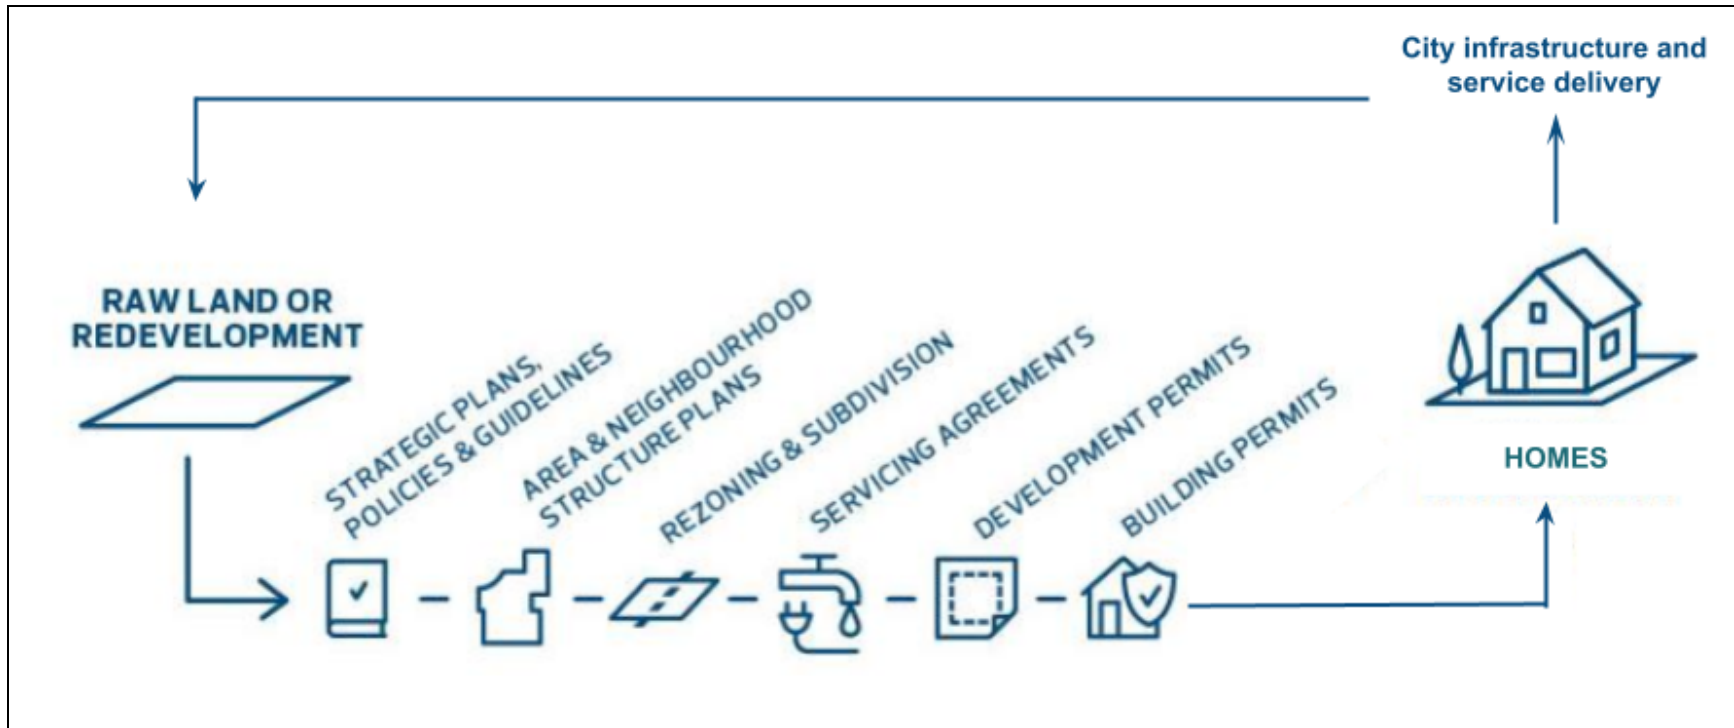 City infrastructure and
service delivery
RAW LAND OR
REDEVELOPMENT
STRATEGIC PLANS,
POLICIES & GUIDELINES
AREA & NEIGHBOURHOOD
STRUCTURE PLANS
REZONING & SUBDIVISION
SERVICING AGREEMENTS
DEVELOPMENT PERMITS
BUILDING PERMITS
HOMES